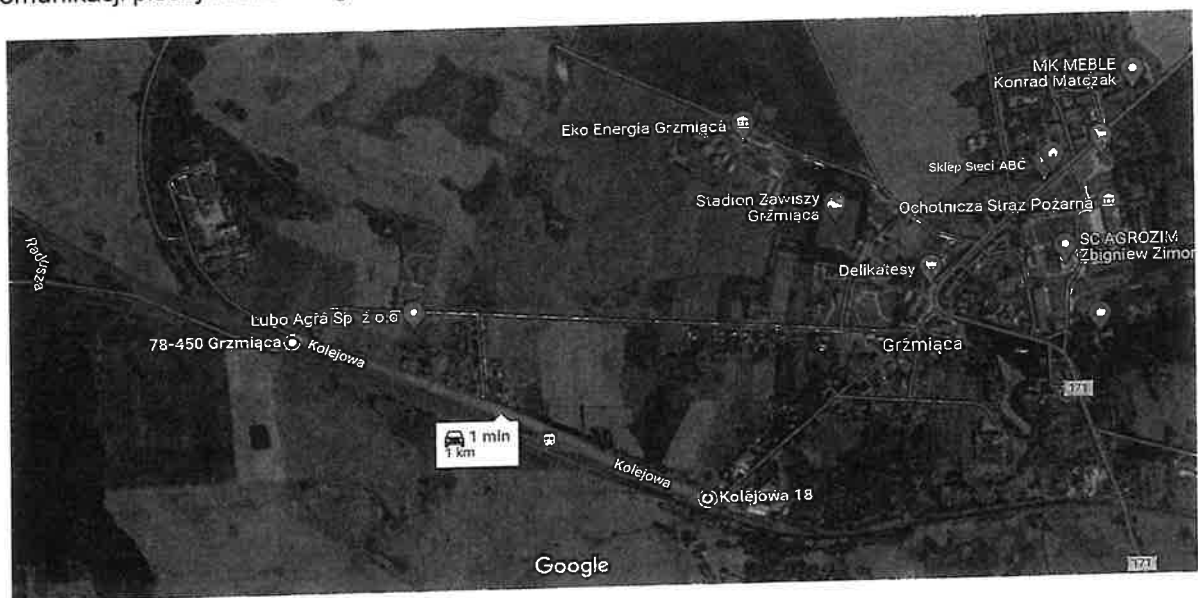 MK MEBLE
Konrad Matczak
Eko Energia Grzmiąca
Sklep Sieci ABC
Stadion Zawiszy
Grzmiąca
Ochotnicza Straż Pożarna
SC AGROZIM
Zbigniew Zimon
Delikatesy
Radusza
Lubo Agra Sp. z o.o
78-450 Grzmiąca
Kolejowa
Grzmiąca
171
1 min
1 km
Kolejowa
Kolejowa 18
Google
171